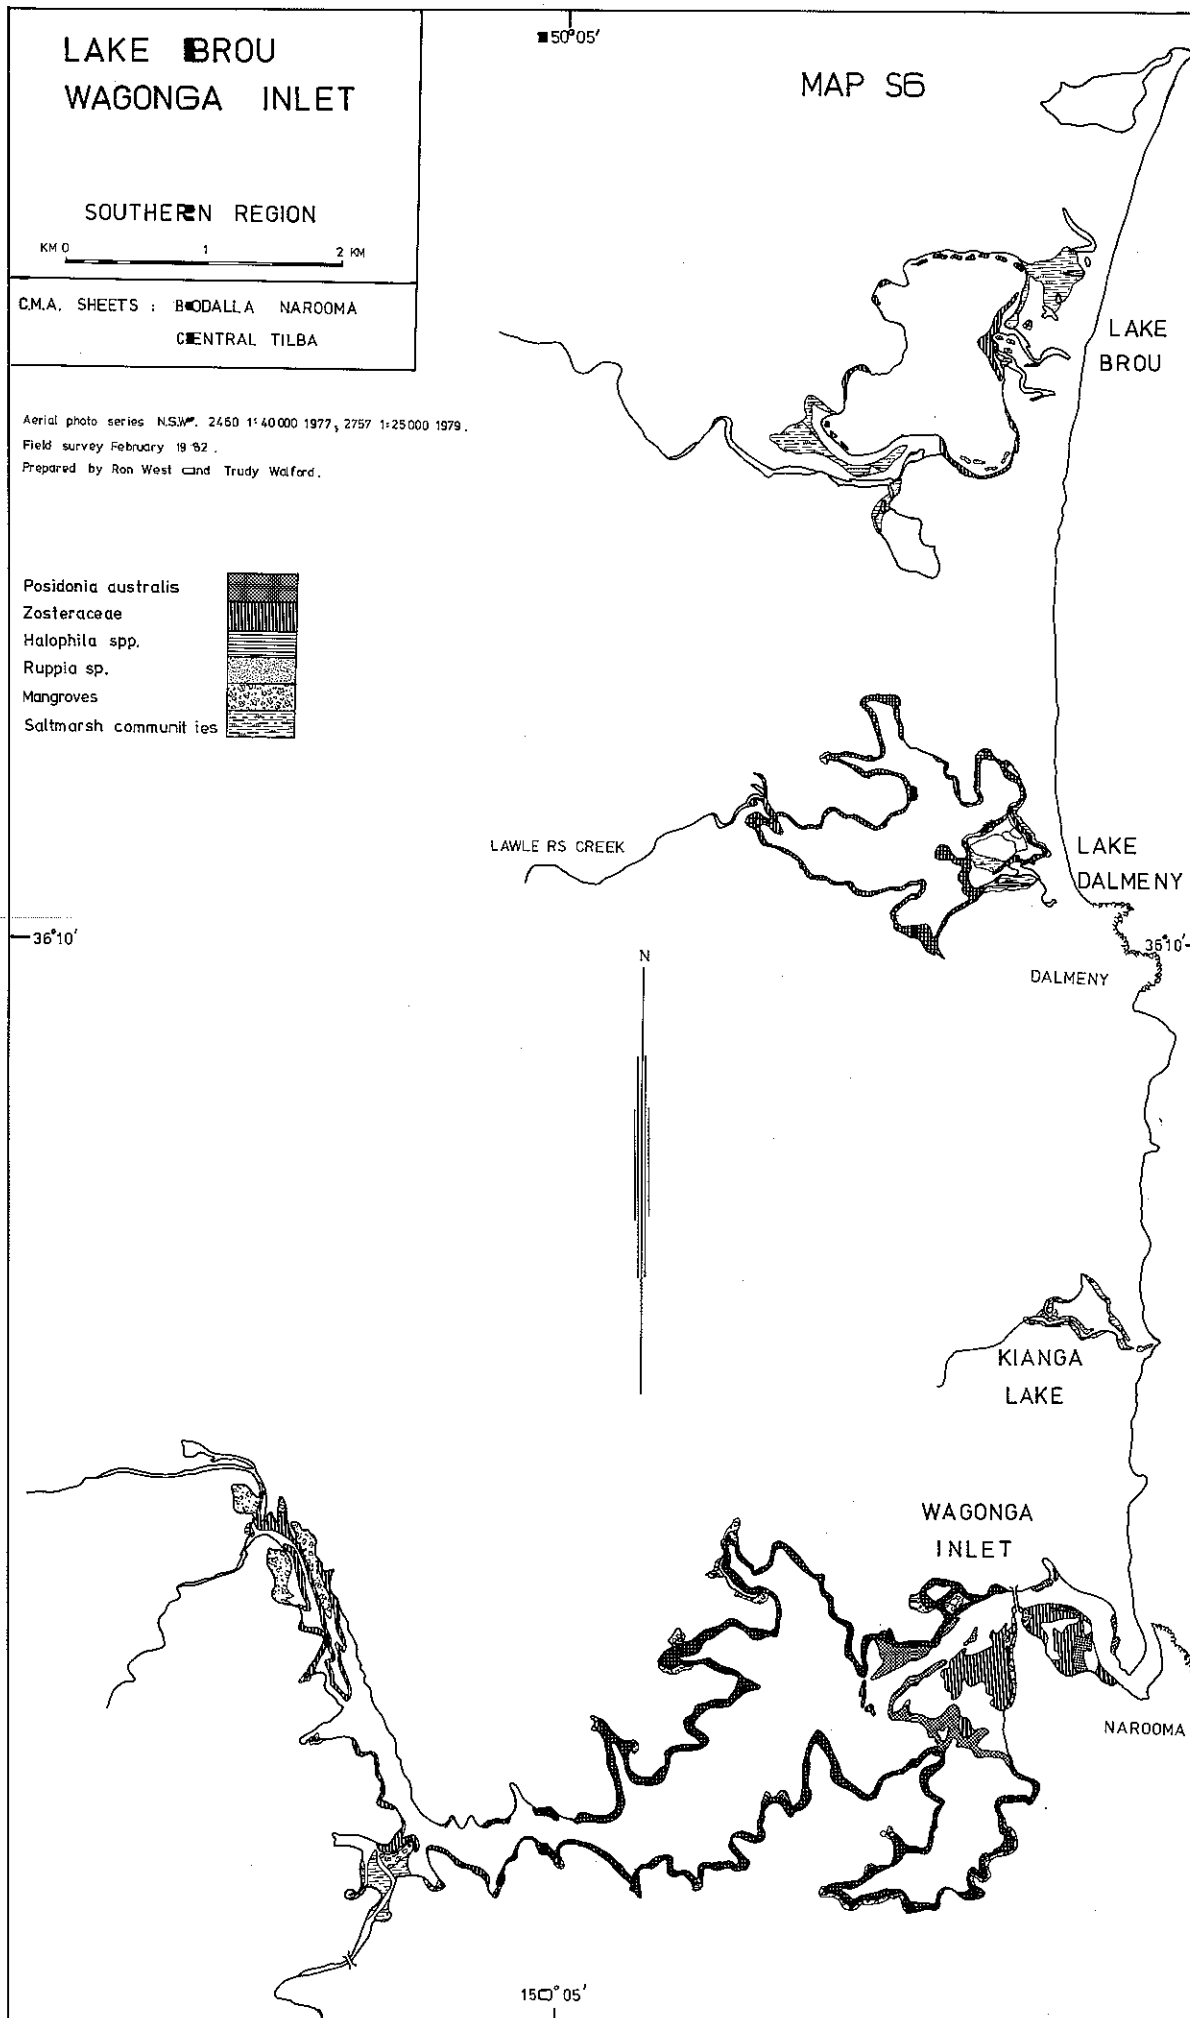 LAKE BROU
WAGONGA INLET
SOUTHERN REGION
KM 0 1 2 KM
C.M.A. SHEETS : BODALLA NAROOMA
CENTRAL TILBA
Aerial photo series N.S.W. 2460 1:40000 1977, 2757 1:25000 1979.
Field survey February 1982.
Prepared by Ron West and Trudy Walford.
Posidonia australis
Zosteraceae
Halophila spp.
Ruppia sp.
Mangroves
Saltmarsh communities
50°05'
MAP S6
LAKE
BROU
LAWLERS CREEK
LAKE
DALMENY
36°10'
36°10'
DALMENY
N
KIANGA
LAKE
WAGONGA
INLET
NAROOMA
150°05'